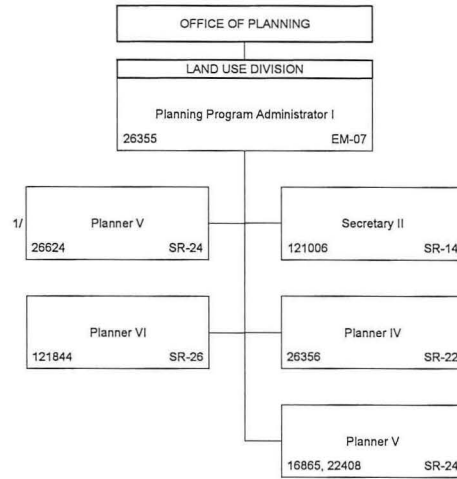 OFFICE OF PLANNING
LAND USE DIVISION
Planning Program Administrator I
26355 EM-07
1/
Planner V
26624 SR-24
Secretary II
121006 SR-14
Planner VI
121844 SR-26
Planner IV
26356 SR-22
Planner V
16865, 22408 SR-24